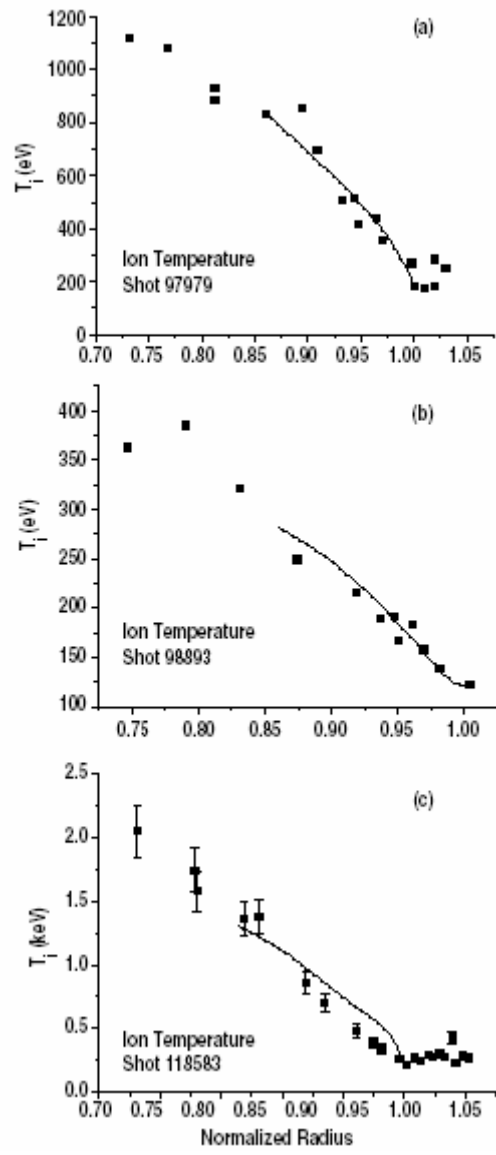 (a)
1200
1000
800
600
400
200
0
T_i (eV)
Ion Temperature
Shot 97979
0.70 0.75 0.80 0.85 0.90 0.95 1.00 1.05
(b)
400
350
300
250
200
150
100
T_i (eV)
Ion Temperature
Shot 98893
0.75 0.80 0.85 0.90 0.95 1.00
(c)
2.5
2.0
1.5
1.0
0.5
0.0
T_i (keV)
Ion Temperature
Shot 118583
0.70 0.75 0.80 0.85 0.90 0.95 1.00 1.05
Normalized Radius